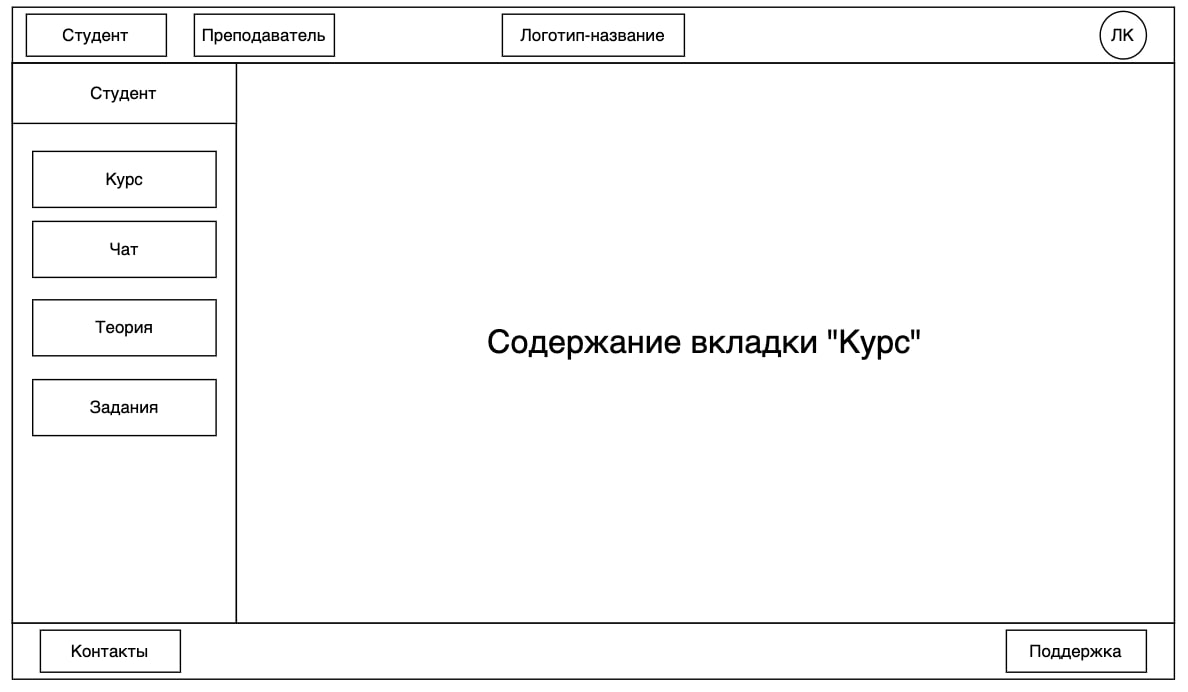 Студент
Преподаватель
Логотип-название
ЛК
Студент
Курс
Чат
Теория
Задания
Содержание вкладки "Курс"
Контакты
Поддержка